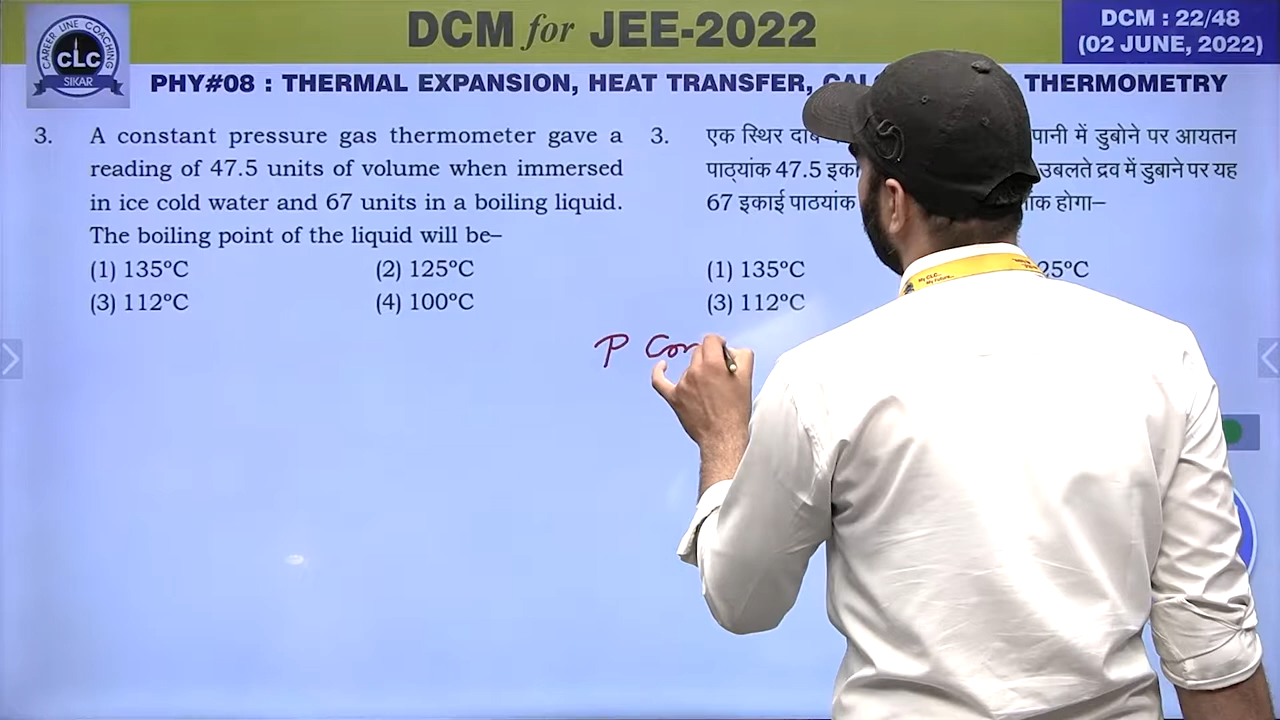 CAREER LINE COACHING
CLC
SIKAR
DCM for JEE-2022
DCM : 22/48
(02 JUNE, 2022)
PHY#08 : THERMAL EXPANSION, HEAT TRANSFER, THERMOMETRY
3. A constant pressure gas thermometer gave a
reading of 47.5 units of volume when immersed
in ice cold water and 67 units in a boiling liquid.
The boiling point of the liquid will be–
(1) 135°C (2) 125°C
(3) 112°C (4) 100°C
3. एक स्थिर पानी में डुबोने पर आयतन
पाठ्यांक 47.5 उबलते द्रव में डुबाने पर यह
67 इकाई पाठयांक होगा–
(1) 135°C 25°C
(3) 112°C
P Con